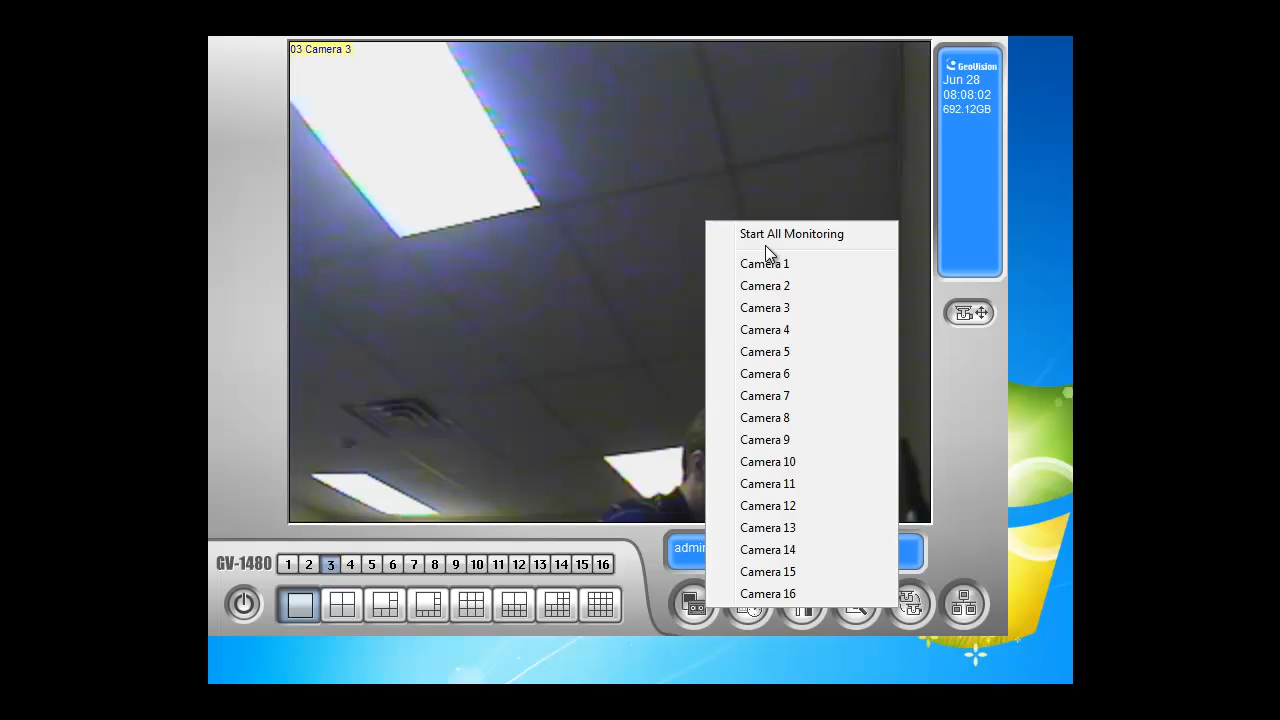 03 Camera 3
GeoVision
Jun 28
08:08:02
692.12GB
Start All Monitoring
Camera 1
Camera 2
Camera 3
Camera 4
Camera 5
Camera 6
Camera 7
Camera 8
Camera 9
Camera 10
Camera 11
Camera 12
Camera 13
Camera 14
Camera 15
Camera 16
admin
GV-1480 1 2 3 4 5 6 7 8 9 10 11 12 13 14 15 16